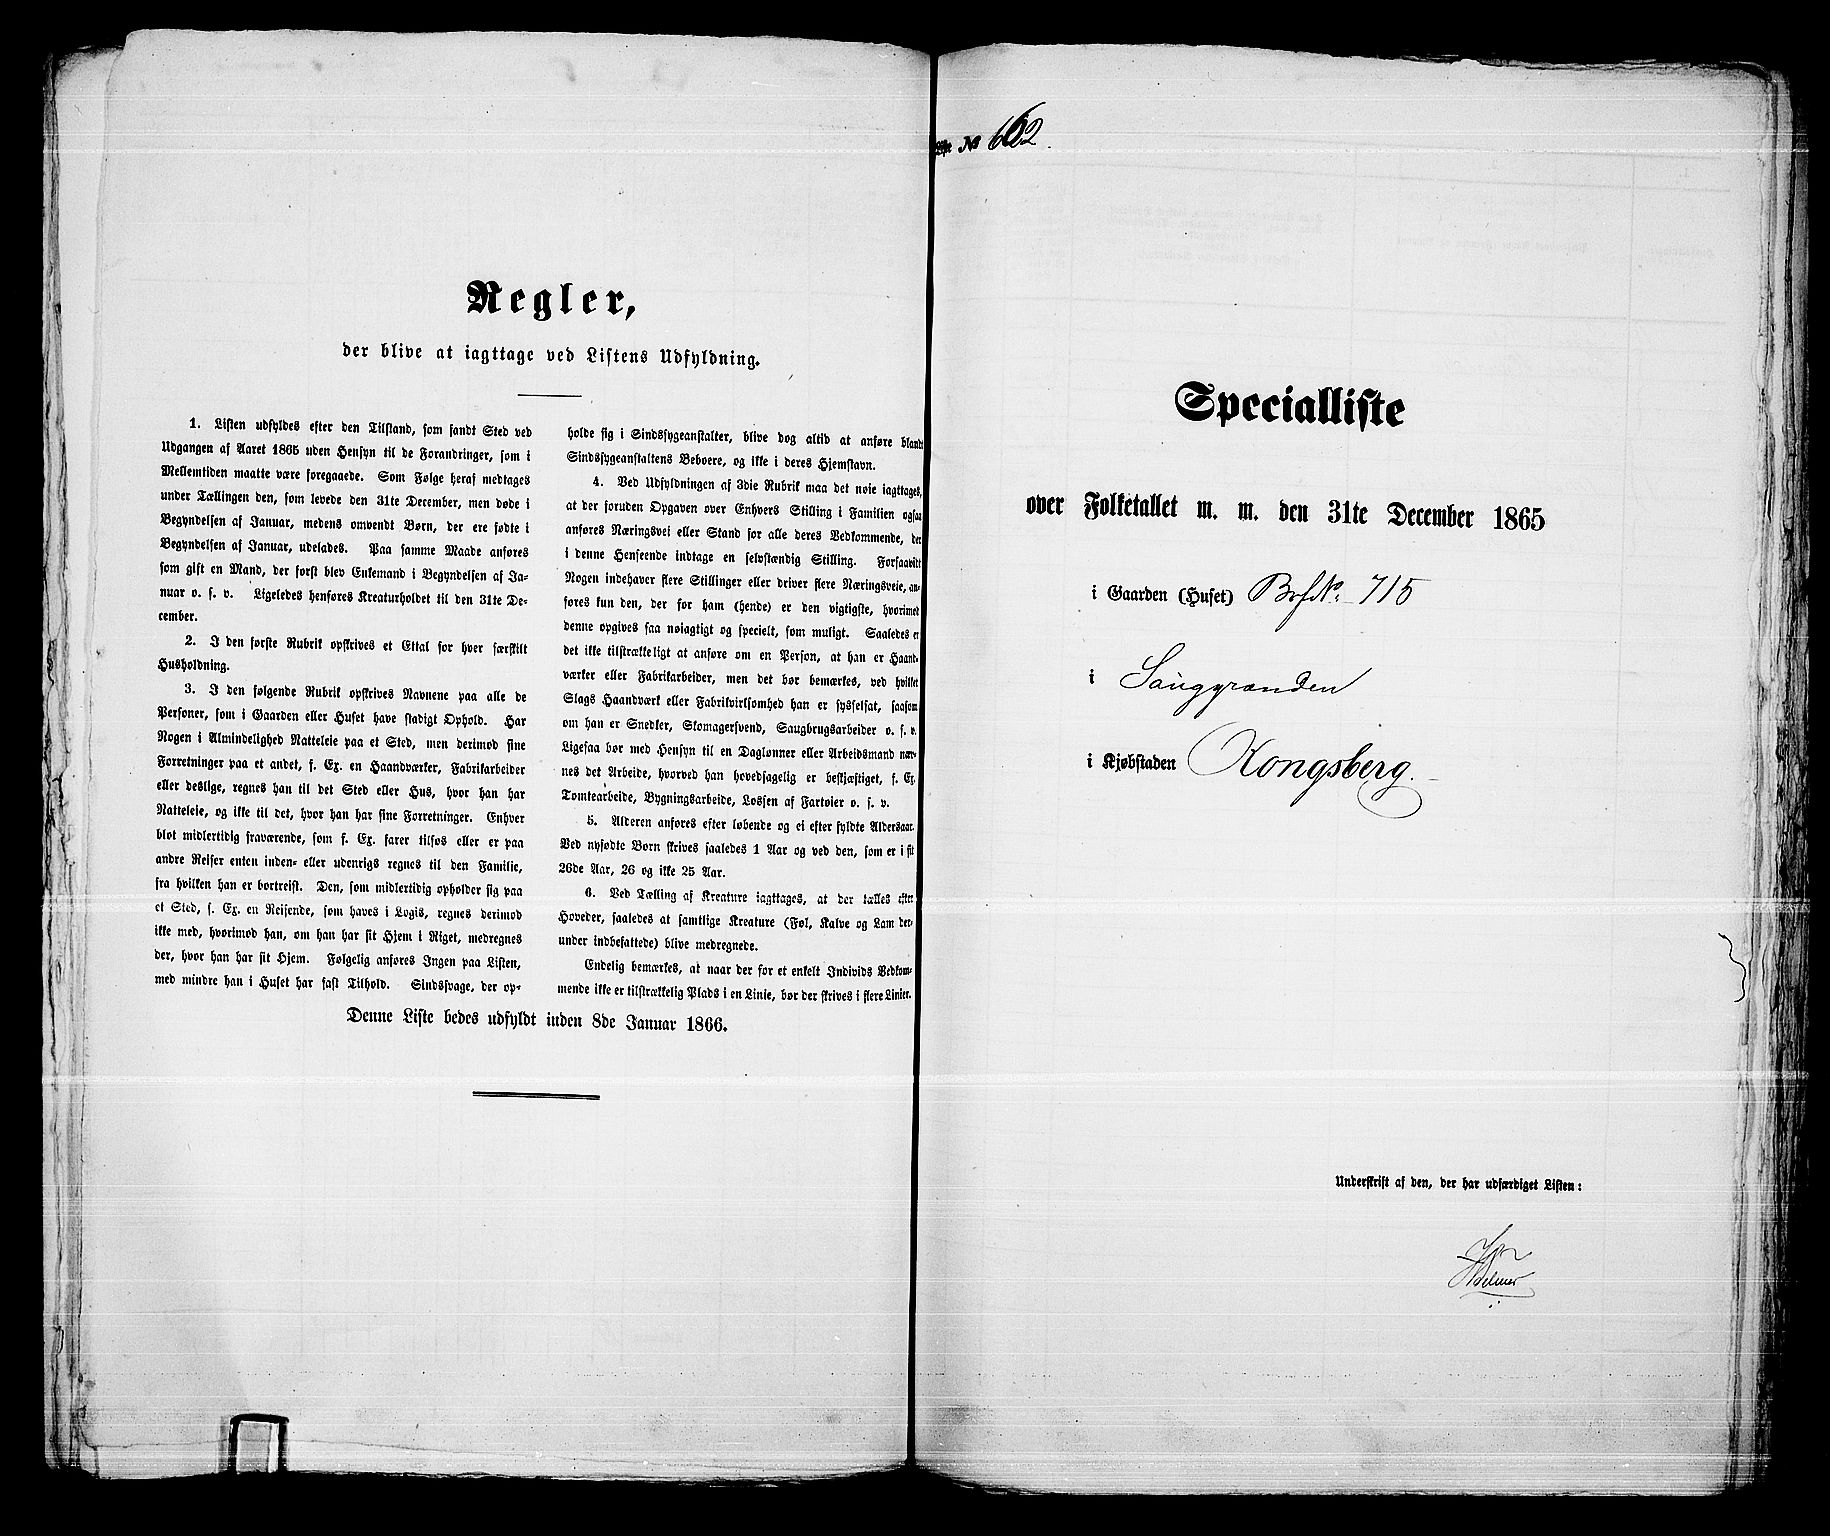 Regler,
der blive at iagttage ved Listens Udfyldning.
1. Listen udfyldes efter den Tilstand, som fandt Sted ved
Udgangen af Aaret 1865 uden Hensyn til de Forandringer, som i
Mellemtiden maatte være foregaaede. Som Følge heraf medtages
under Tællingen den, som levede den 31te December, men døde i
Begyndelsen af Januar, medens omvendt Børn, der ere fødte i
Begyndelsen af Januar, udelades. Paa samme Maade anføres
som gift en Mand, der først blev Enkemand i Begyndelsen af Ja-
nuar o. s. v. Ligeledes henføres Kreaturholdet til den 31te De-
cember.
2. I den første Rubrik opskrives et Ettal for hver særskilt
Husholdning.
3. I den følgende Rubrik opskrives Navnene paa alle de
Personer, som i Gaarden eller Huset have stadigt Ophold. Har
Nogen i Almindelighed Natteleie paa et Sted, men derimod sine
Forretninger paa et andet, f. Ex. en Haandværker, Fabrikarbeider
eller deslige, regnes han til det Sted eller Hus, hvor han har
Natteleie, og ikke til det, hvor han har sine Forretninger. Enhver
blot midlertidig fraværende, som f. Ex. farer tilsøs eller er paa
andre Reiser enten inden- eller udenrigs regnes til den Familie,
fra hvilken han er bortreist. Den, som midlertidig opholder sig paa
et Sted, f. Ex. en Reisende, som haves i Logis, regnes derimod
ikke med, hvorimod han, om han har sit Hjem i Riget, medregnes
der, hvor han har sit Hjem. Følgelig anføres Ingen paa Listen,
med mindre han i Huset har fast Tilhold. Sindssvage, der op-
holde sig i Sindssygeanstalter, blive dog altid at anføre blandt
Sindssygeanstaltens Beboere, og ikke i deres Hjemstavn.
4. Ved Udfyldningen af 3die Rubrik maa det nøie iagttages,
at der foruden Opgaven over Enhvers Stilling i Familien ogsaa
anføres Næringsvei eller Stand for alle deres Vedkommende, der
i denne Henseende indtage en selvstændig Stilling. Forsaavitt
Nogen indehaver flere Stillinger eller driver flere Næringsveie, an-
føres kun den, der for ham (hende) er den vigtigste, hvorimod
denne opgives saa nøiagtigt og specielt, som muligt. Saaledes er
det ikke tilstrækkeligt at anføre om en Person, at han er Haand-
værker eller Fabrikarbeider, men det bør bemærkes, ved hvilket
Slags Haandværk eller Fabrikvirksomhed han er sysselsat, saasom
om han er Snedker, Skomagersvend, Saugbrugsarbeider o. s. v.
Ligesaa bør med Hensyn til en Daglønner eller Arbeidsmand næv-
nes det Arbeide, hvorved han hovedsagelig er beskjæftiget, f. Ex.
Tomtearbeide, Bygningsarbeide, Lossen af Fartøier o. s. v.
5. Alderen anføres efter løbende og ei efter fyldte Aldersaar.
Ved nyfødte Børn skrives saaledes 1 Aar og ved den, som er i sit
26de Aar, 26 og ikke 25 Aar.
6. Ved Tælling af Kreature iagttages, at der tælles efter
Hoveder, saaledes at samtlige Kreature (Føl, Kalve og Lam der-
under indbefattede) blive medregnede.
Endelig bemærkes, at naar der for et enkelt Individs Vedkom-
mende ikke er tilstrækkelig Plads i en Linie, bør der skrives i flere Linier.
Denne Liste bedes udfyldt inden 8de Januar 1866.
№ 662
Specialliste
over Folketallet m. m. den 31te December 1865
i Gaarden (Huset) Brf No. 715
i Sauggrænden
i Kjøbstaden Kongsberg.
Underskrift af den, der har udfærdiget Listen: